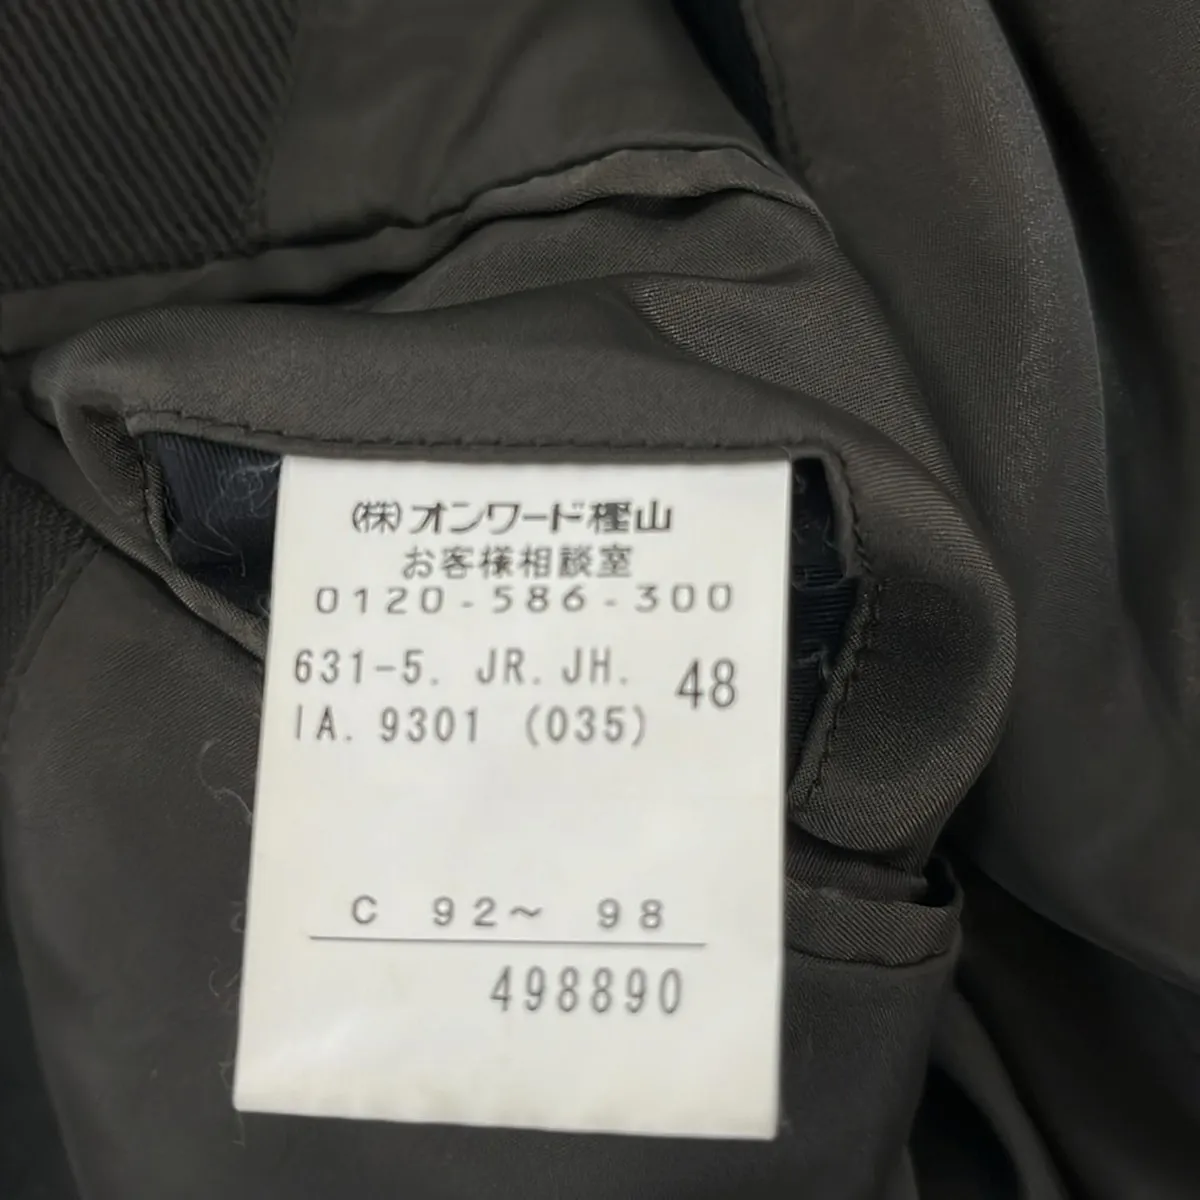 (株)オンワード樫山
お客様相談室
0120-586-300
631-5. JR. JH. 48
IA. 9301 (035)
C 92～ 98
498890